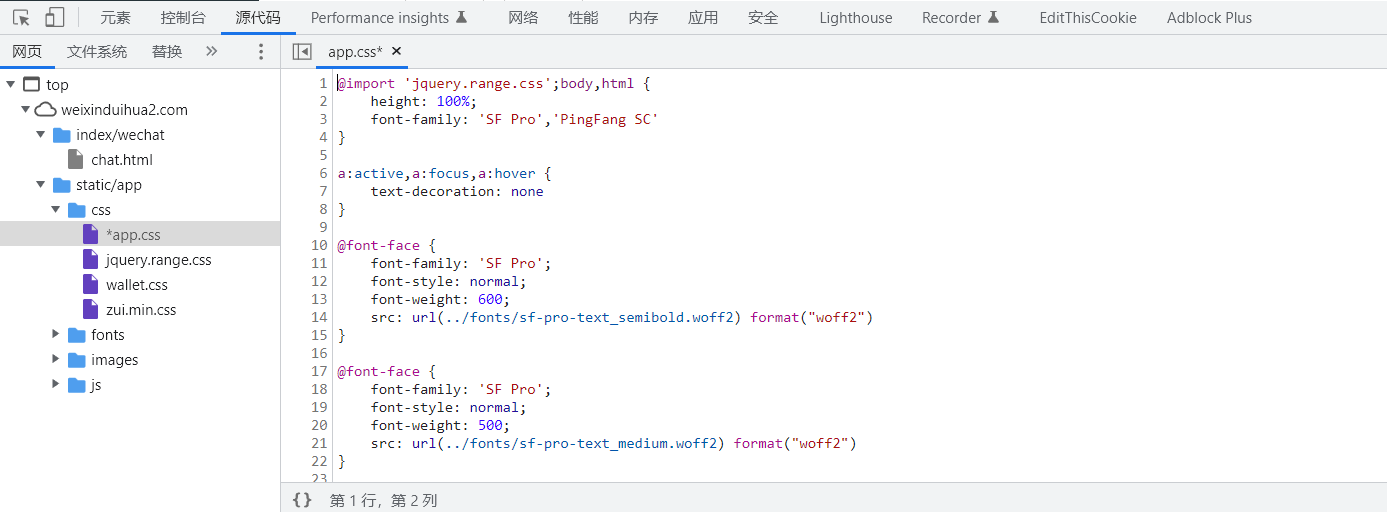 元素 控制台 源代码 Performance insights 网络 性能 内存 应用 安全 Lighthouse Recorder EditThisCookie Adblock Plus
网页 文件系统 替换 »
app.css* ×
top
weixinduihua2.com
index/wechat
chat.html
static/app
css
*app.css
jquery.range.css
wallet.css
zui.min.css
fonts
images
js
1 @import 'jquery.range.css';body,html {
2     height: 100%;
3     font-family: 'SF Pro','PingFang SC'
4 }
5
6 a:active,a:focus,a:hover {
7     text-decoration: none
8 }
9
10 @font-face {
11     font-family: 'SF Pro';
12     font-style: normal;
13     font-weight: 600;
14     src: url(../fonts/sf-pro-text_semibold.woff2) format("woff2")
15 }
16
17 @font-face {
18     font-family: 'SF Pro';
19     font-style: normal;
20     font-weight: 500;
21     src: url(../fonts/sf-pro-text_medium.woff2) format("woff2")
22 }
23
{} 第 1 行，第 2 列